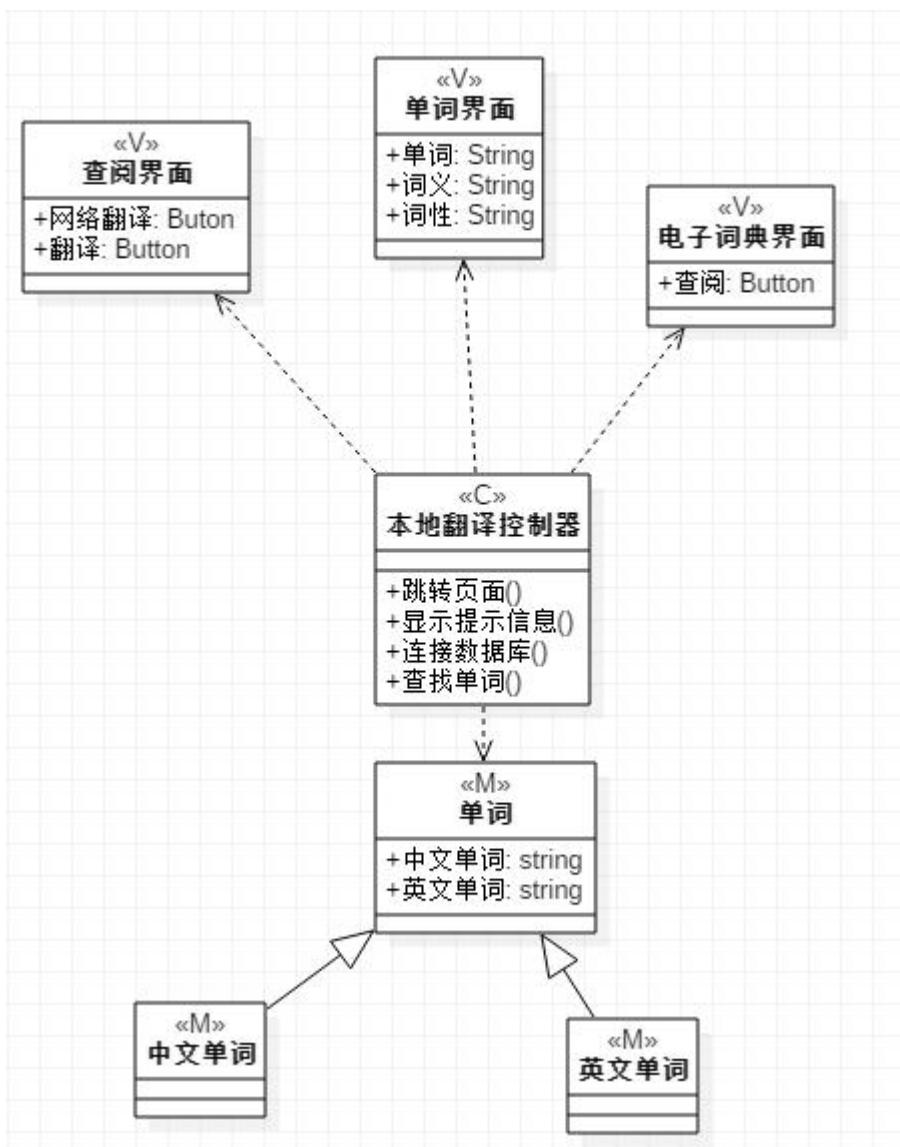 «V»
查阅界面
+网络翻译: Buton
+翻译: Button
«V»
单词界面
+单词: String
+词义: String
+词性: String
«V»
电子词典界面
+查阅: Button
«C»
本地翻译控制器
+跳转页面()
+显示提示信息()
+连接数据库()
+查找单词()
«M»
单词
+中文单词: string
+英文单词: string
«M»
中文单词
«M»
英文单词